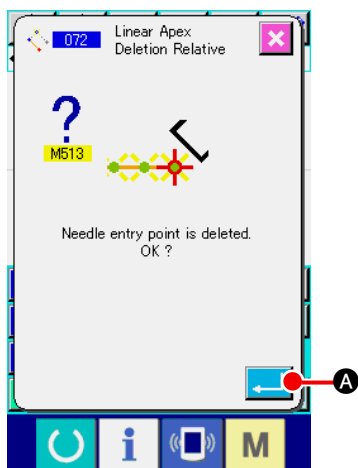 072
Linear Apex
Deletion Relative
?
M513
Needle entry point is deleted.
OK ?
A
i
M